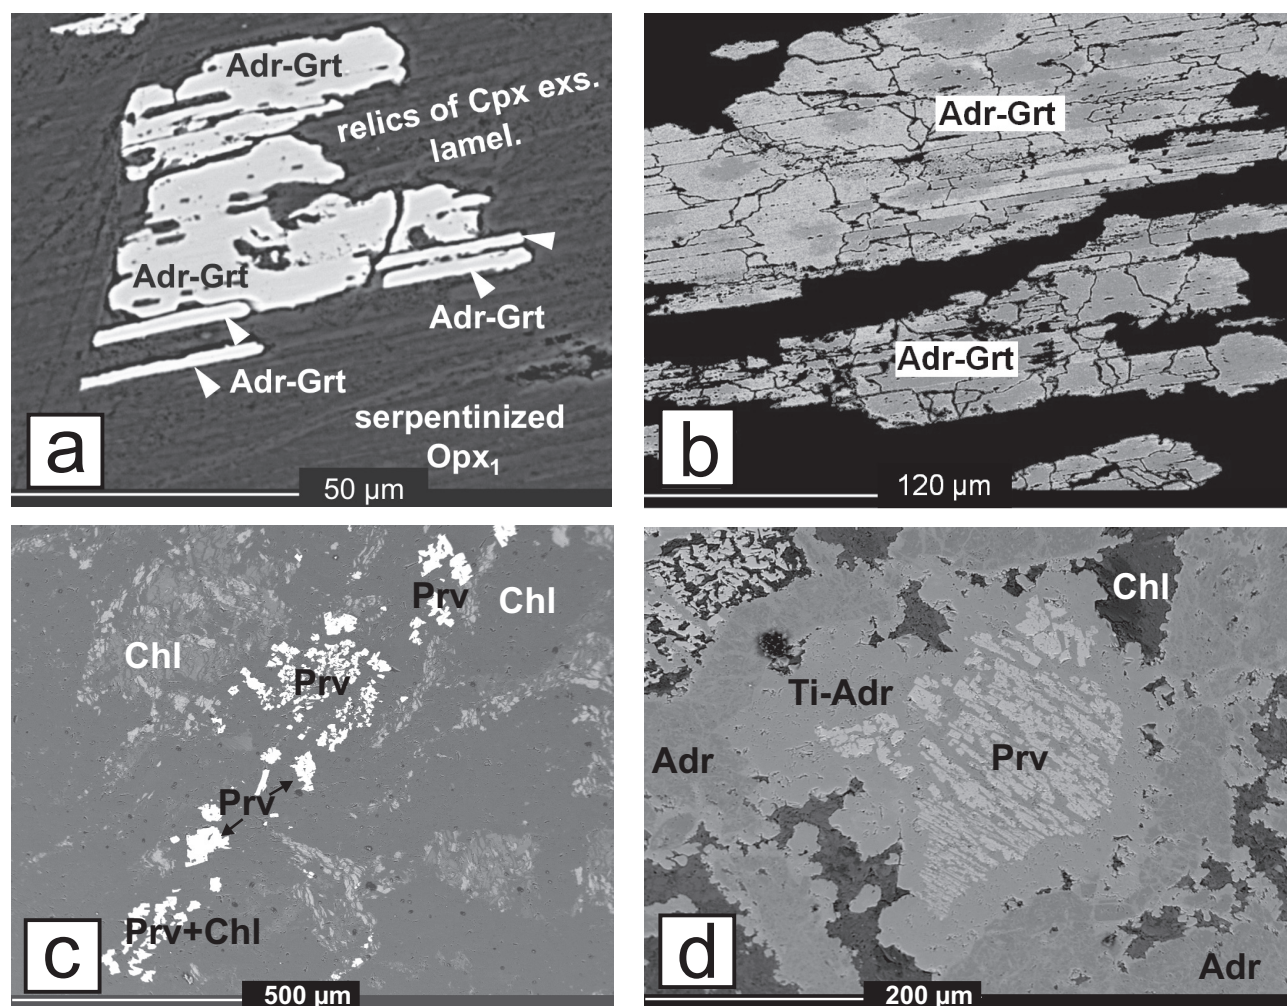 Adr-Grt
relics of Cpx exs.
lamel.
Adr-Grt
Adr-Grt
Adr-Grt
serpentinized
Opx₁
a
50 µm
Adr-Grt
Adr-Grt
b
120 µm
Prv
Chl
Chl
Prv
Prv
Prv+Chl
c
500 µm
Chl
Ti-Adr
Prv
Adr
Adr
d
200 µm